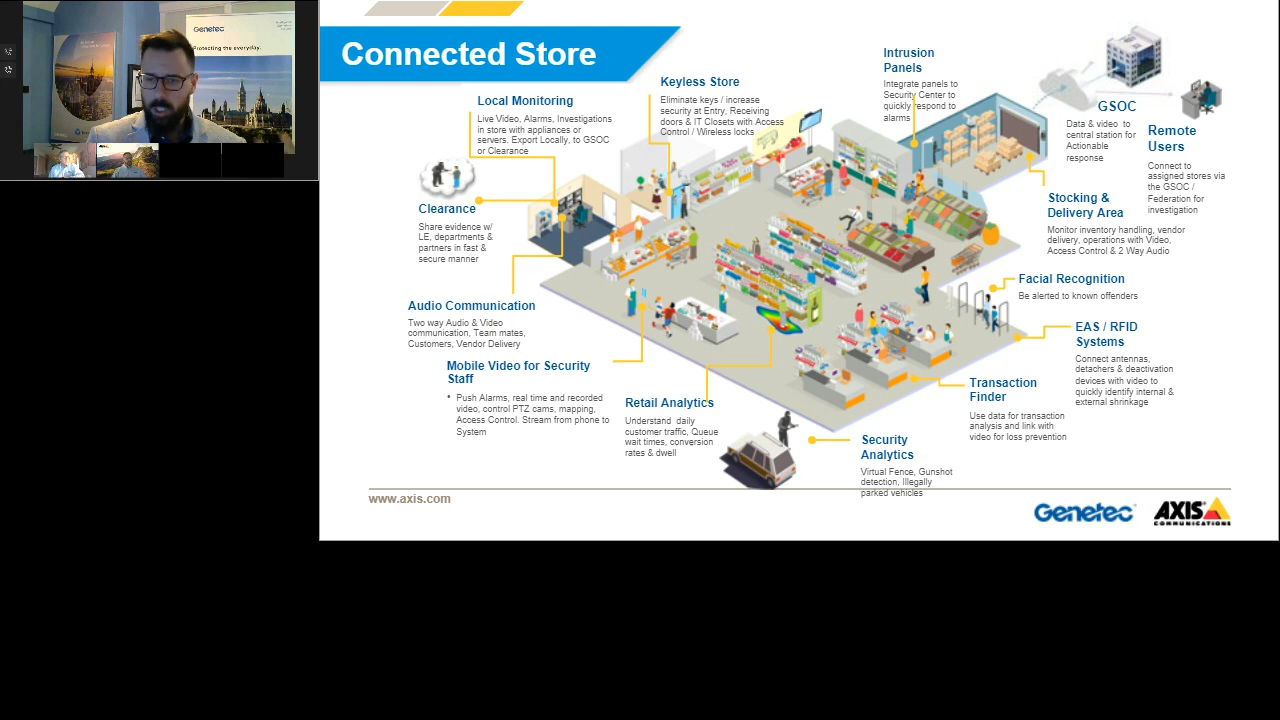 Genetec
Protecting the everyday.
Connected Store
Local Monitoring
Live Video, Alarms, Investigations
in store with appliances or
servers, Export Locally, to GSOC
or Clearance
Keyless Store
Eliminate keys / increase
security at Entry, Receiving
doors & IT Closets with Access
Control / Wireless locks
Intrusion
Panels
Integrate panels to
Security Center to
quickly respond to
alarms
GSOC
Data & video to
central station for
Actionable
response
Remote
Users
Connect to
assigned stores via
the GSOC /
Federation for
investigation
Clearance
Share evidence w/
LE, departments &
partners in fast &
secure manner
Stocking &
Delivery Area
Monitor inventory handling, vendor
delivery, operations with Video,
Access Control & 2 Way Audio
Facial Recognition
Be alerted to known offenders
Audio Communication
Two way Audio & Video
communication, Team mates,
Customers, Vendor Delivery
EAS / RFID
Systems
Connect antennas,
detachers & deactivation
devices with video to
quickly identify internal &
external shrinkage
Mobile Video for Security
Staff
• Push Alarms, real time and recorded
video, control PTZ cams, mapping,
Access Control. Stream from phone to
System
Retail Analytics
Understand daily
customer traffic, Queue
wait times, conversion
rates & dwell
Transaction
Finder
Use data for transaction
analysis and link with
video for loss prevention
Security
Analytics
Virtual Fence, Gunshot
detection, Illegally
parked vehicles
www.axis.com
Genetec
AXIS
COMMUNICATIONS